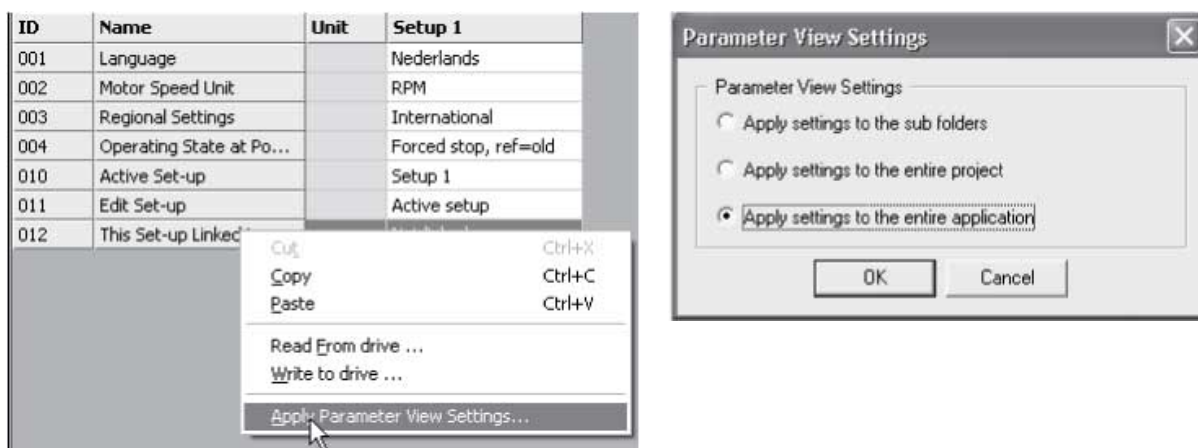 ID Name Unit Setup 1
001 Language Nederlands
002 Motor Speed Unit RPM
003 Regional Settings International
004 Operating State at Po... Forced stop, ref=old
010 Active Set-up Setup 1
011 Edit Set-up Active setup
012 This Set-up Linked
Cut Ctrl+X
Copy Ctrl+C
Paste Ctrl+V
Read From drive ...
Write to drive ...
Apply Parameter View Settings...
Parameter View Settings
Parameter View Settings
Apply settings to the sub folders
Apply settings to the entire project
Apply settings to the entire application
OK Cancel